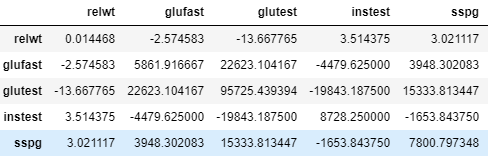 relwt glufast glutest instest sspg
relwt 0.014468 -2.574583 -13.667765 3.514375 3.021117
glufast -2.574583 5861.916667 22623.104167 -4479.625000 3948.302083
glutest -13.667765 22623.104167 95725.439394 -19843.187500 15333.813447
instest 3.514375 -4479.625000 -19843.187500 8728.250000 -1653.843750
sspg 3.021117 3948.302083 15333.813447 -1653.843750 7800.797348